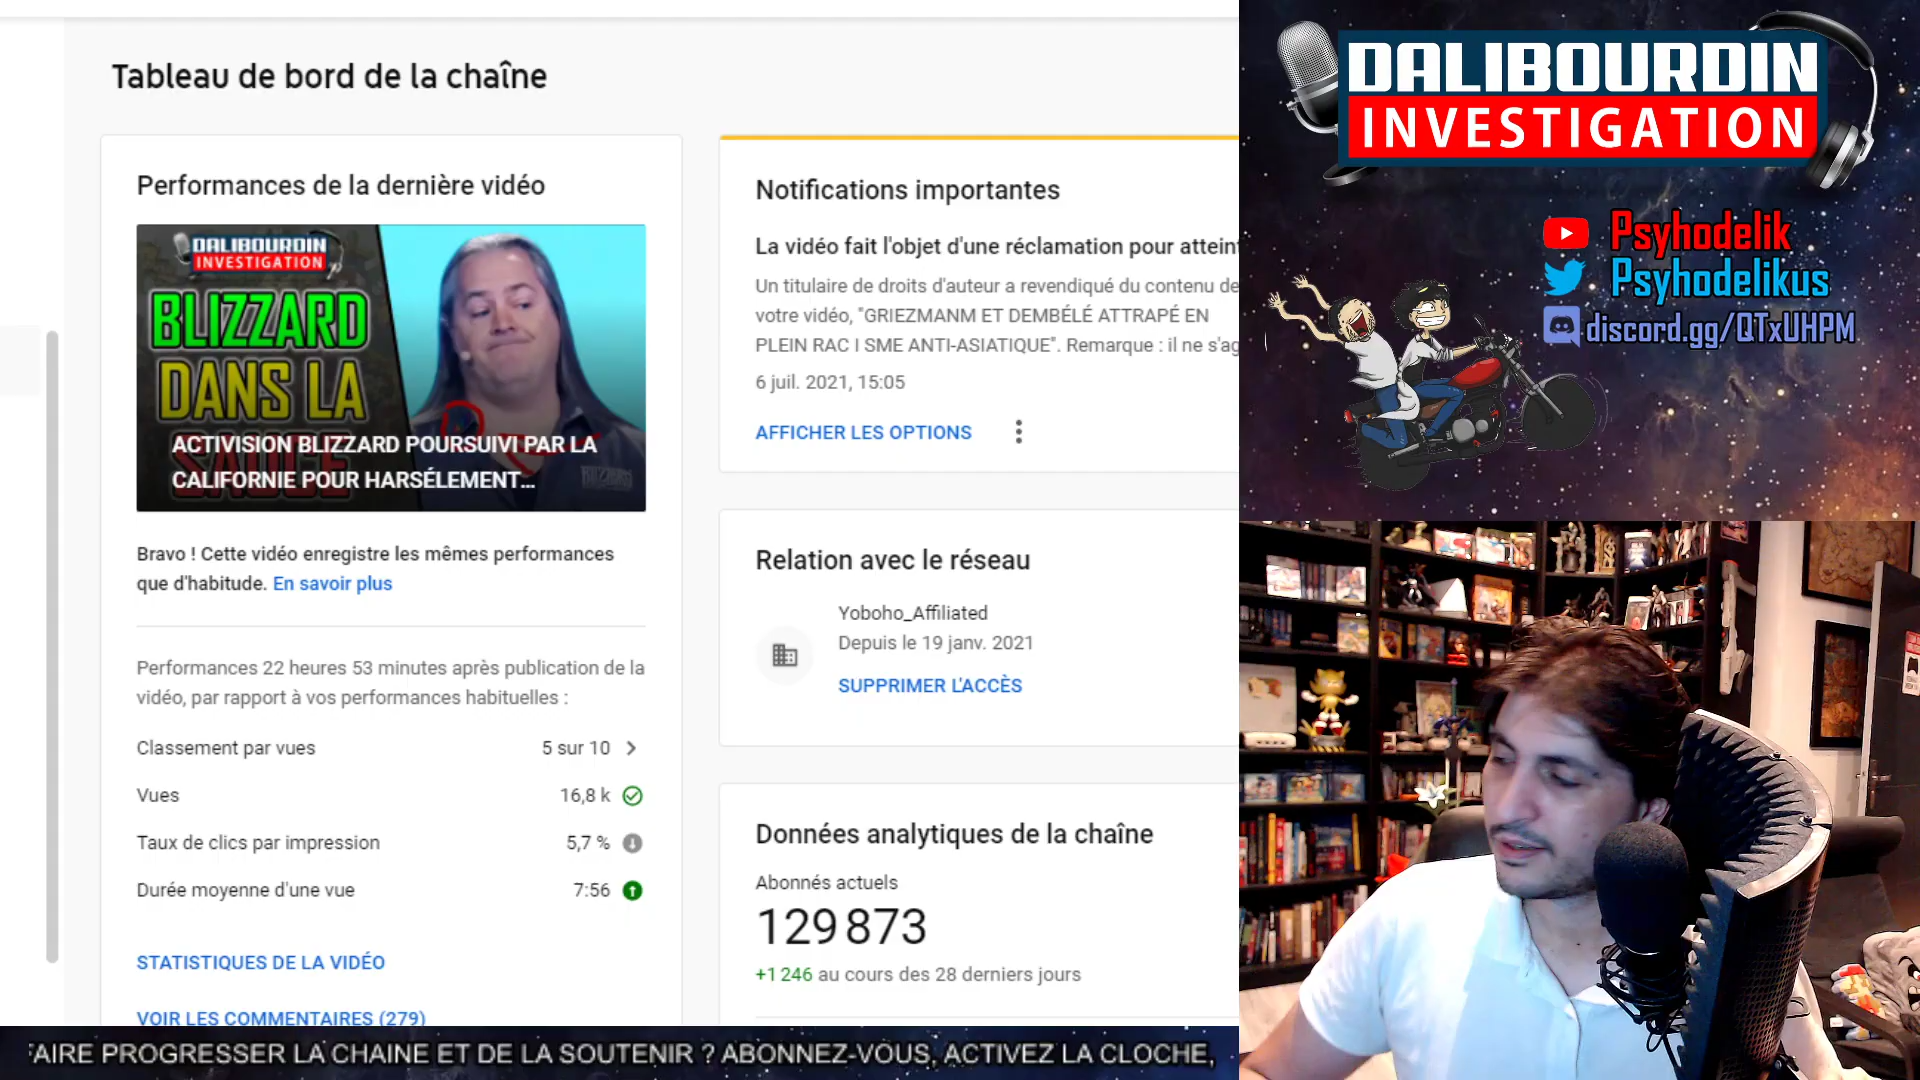 Tableau de bord de la chaîne
Performances de la dernière vidéo
DALIBOURDIN
INVESTIGATION
BLIZZARD
DANS LA
SAUCE
ACTIVISION BLIZZARD POURSUIVI PAR LA
CALIFORNIE POUR HARSÉLEMENT...
BLIZZARD
Bravo ! Cette vidéo enregistre les mêmes performances
que d'habitude. En savoir plus
Performances 22 heures 53 minutes après publication de la
vidéo, par rapport à vos performances habituelles :
Classement par vues 5 sur 10
Vues 16,8 k
Taux de clics par impression 5,7 %
Durée moyenne d'une vue 7:56
STATISTIQUES DE LA VIDÉO
VOIR LES COMMENTAIRES (279)
Notifications importantes
La vidéo fait l'objet d'une réclamation pour attein
Un titulaire de droits d'auteur a revendiqué du contenu de
votre vidéo, "GRIEZMANM ET DEMBÉLÉ ATTRAPÉ EN
PLEIN RAC I SME ANTI-ASIATIQUE". Remarque : il ne s'ag
6 juil. 2021, 15:05
AFFICHER LES OPTIONS
Relation avec le réseau
Yoboho_Affiliated
Depuis le 19 janv. 2021
SUPPRIMER L'ACCÈS
Données analytiques de la chaîne
Abonnés actuels
129 873
+1 246 au cours des 28 derniers jours
DALIBOURDIN
INVESTIGATION
Psyhodelik
Psyhodelikus
discord.gg/QTxUHPM
FAIRE PROGRESSER LA CHAINE ET DE LA SOUTENIR ? ABONNEZ-VOUS, ACTIVEZ LA CLOCHE,